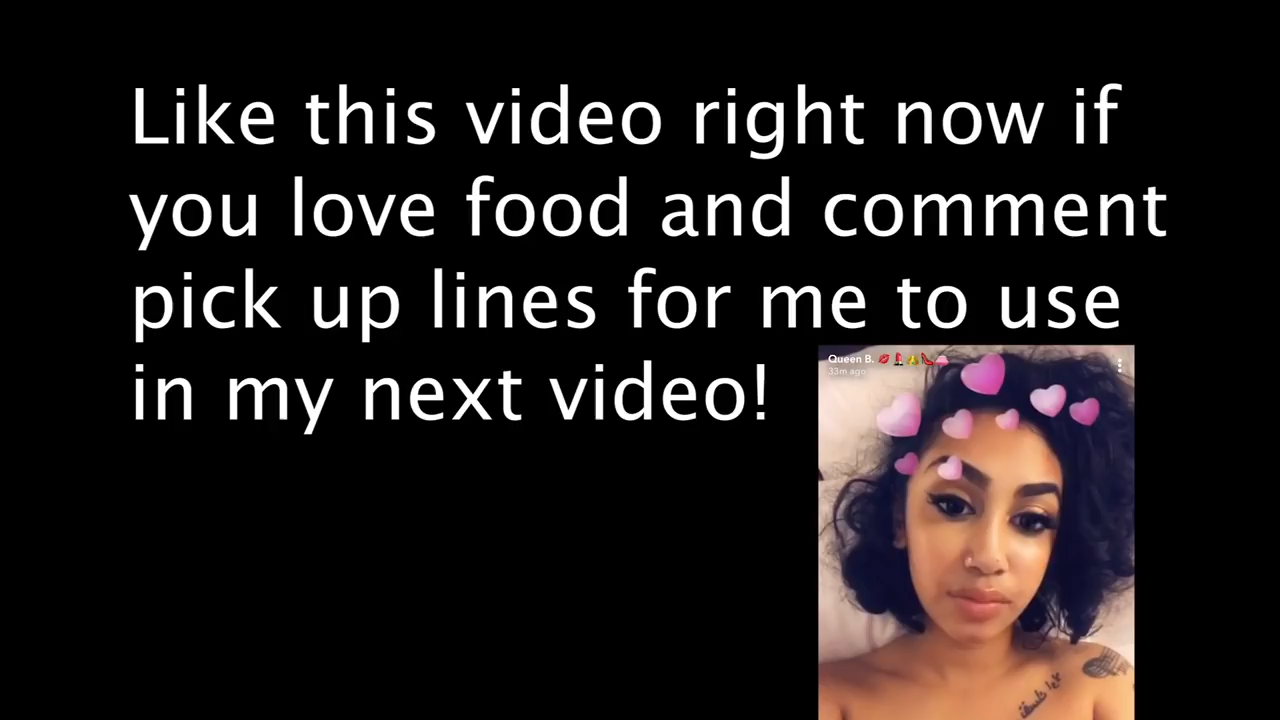 Like this video right now if
you love food and comment
pick up lines for me to use
in my next video!
Queen B. 💋💄👑👠👛
33m ago